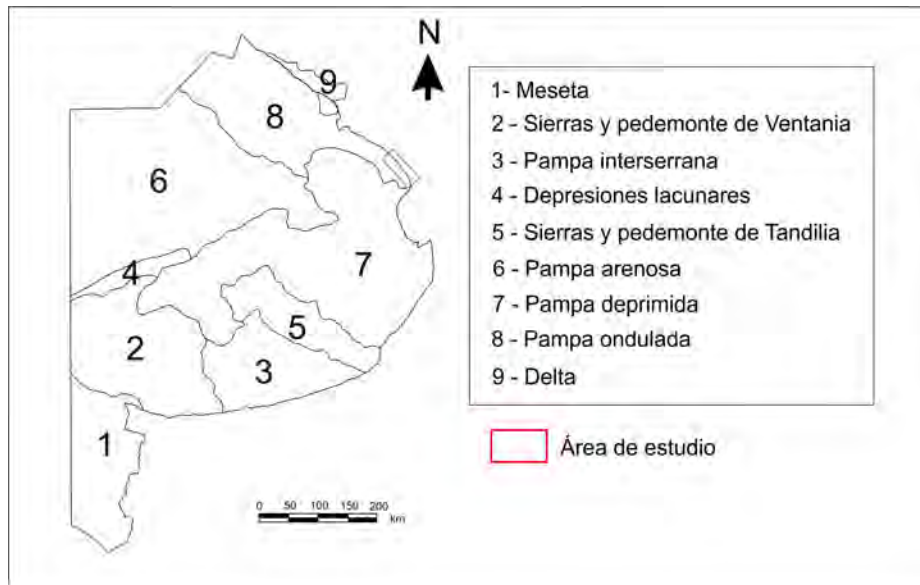 N
9
8
6
7
4
5
2
3
1
1- Meseta
2 - Sierras y pedemonte de Ventania
3 - Pampa interserrana
4 - Depresiones lacunares
5 - Sierras y pedemonte de Tandilia
6 - Pampa arenosa
7 - Pampa deprimida
8 - Pampa ondulada
9 - Delta
Área de estudio
0 50 100 150 200
km